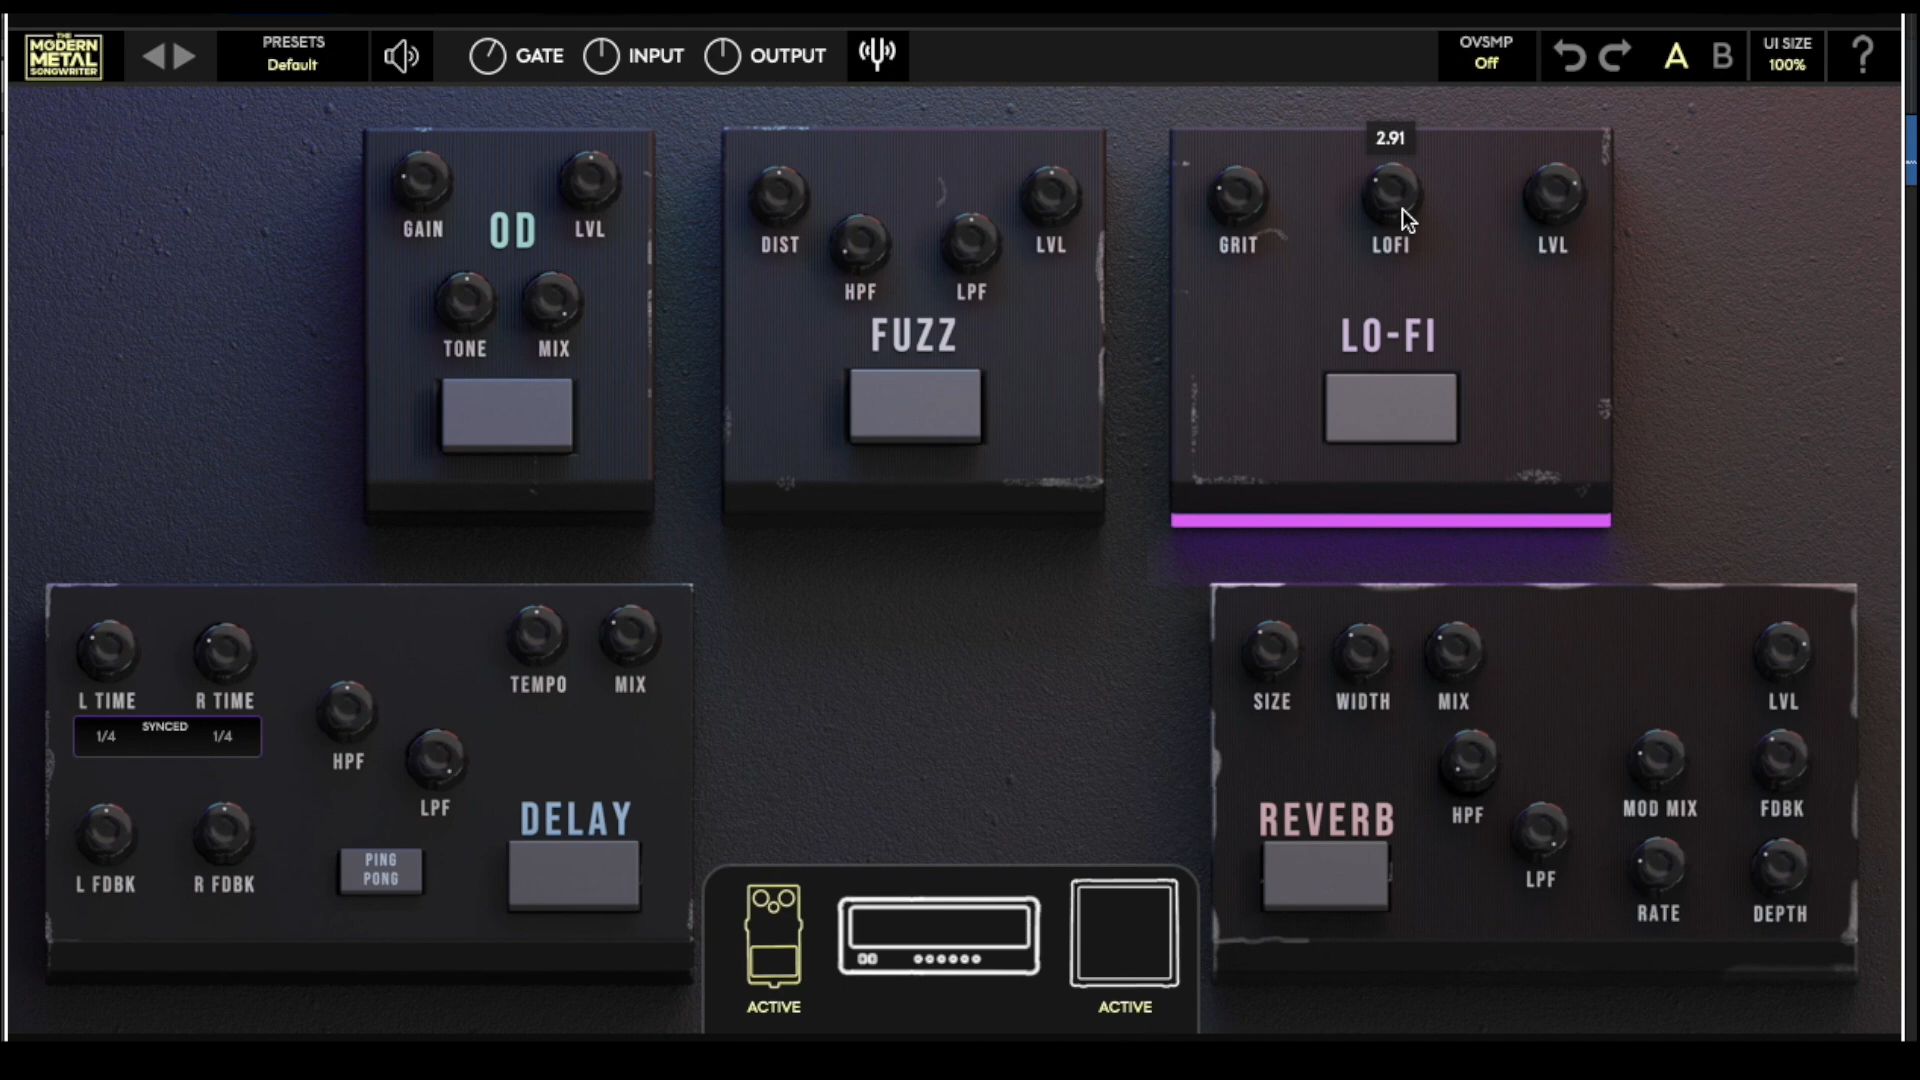 THE
MODERN
METAL
SONGWRITER
PRESETS
Default
GATE
INPUT
OUTPUT
OVSMP
Off
A B
UI SIZE
100%
?
GAIN
OD
LVL
TONE
MIX
DIST
HPF
LPF
LVL
FUZZ
2.91
GRIT
LOFI
LVL
LO-FI
L TIME
R TIME
SYNCED
1/4
1/4
HPF
LPF
TEMPO
MIX
L FDBK
R FDBK
PING
PONG
DELAY
ACTIVE
ACTIVE
SIZE
WIDTH
MIX
LVL
HPF
LPF
MOD MIX
FDBK
REVERB
RATE
DEPTH